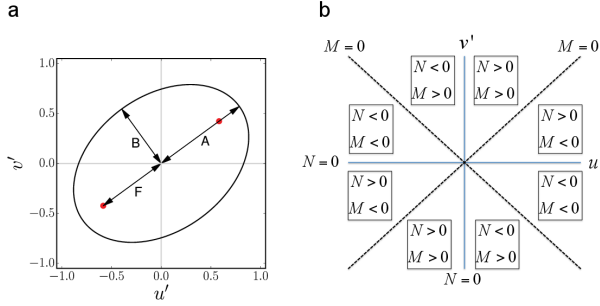 a
1.0
0.5
0.0
−0.5
−1.0
v'
B
A
F
−1.0
−0.5
0.0
0.5
1.0
u'
b
M = 0
v'
M = 0
N < 0
M > 0
N > 0
M > 0
N < 0
M < 0
N > 0
M < 0
N = 0
u
N > 0
M < 0
N < 0
M < 0
N > 0
M > 0
N < 0
M > 0
N = 0